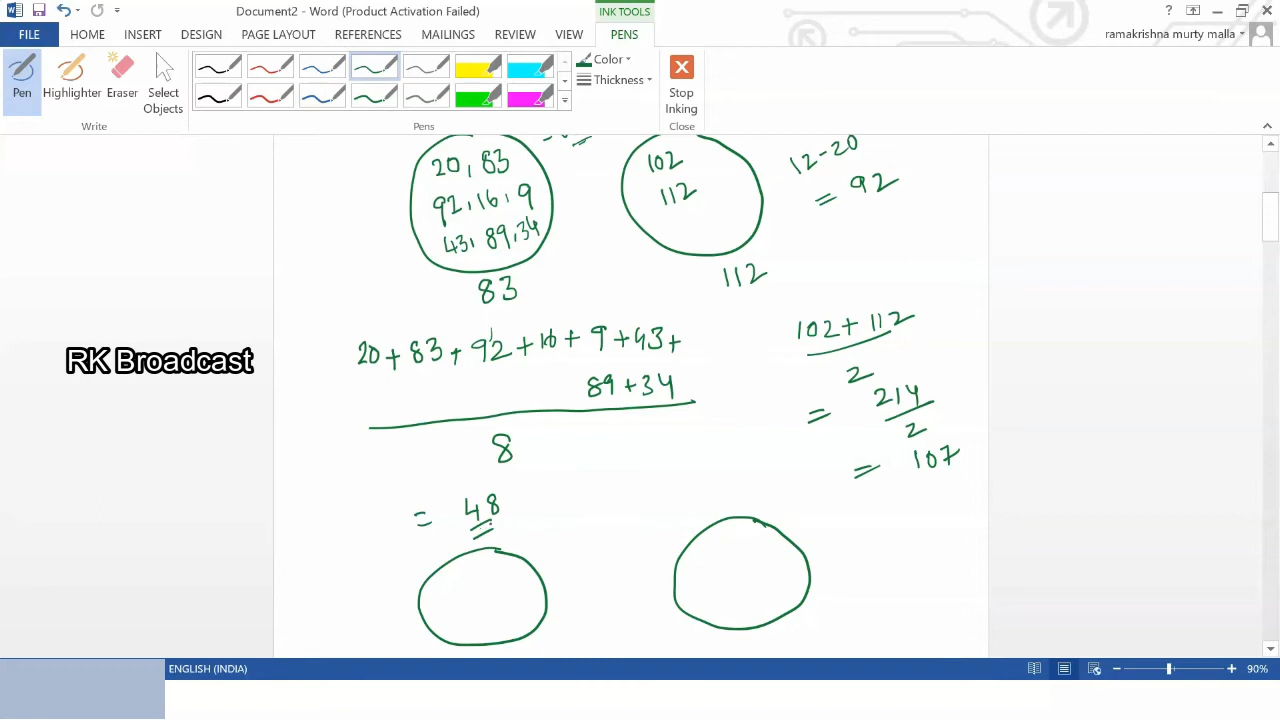 Document2 - Word (Product Activation Failed)
INK TOOLS
FILE HOME INSERT DESIGN PAGE LAYOUT REFERENCES MAILINGS REVIEW VIEW PENS
ramakrishna murty malla
Pen Highlighter Eraser Select Objects
Color
Thickness
Stop Inking
Write Pens Close
20, 83
92, 16, 9
43, 89, 34
83
102
112
112
12-20
= 92
20 + 83 + 92 + 16 + 9 + 43 +
89 + 34
8
= 48
102 + 112
2
= 214
2
= 107
RK Broadcast
ENGLISH (INDIA)
90%